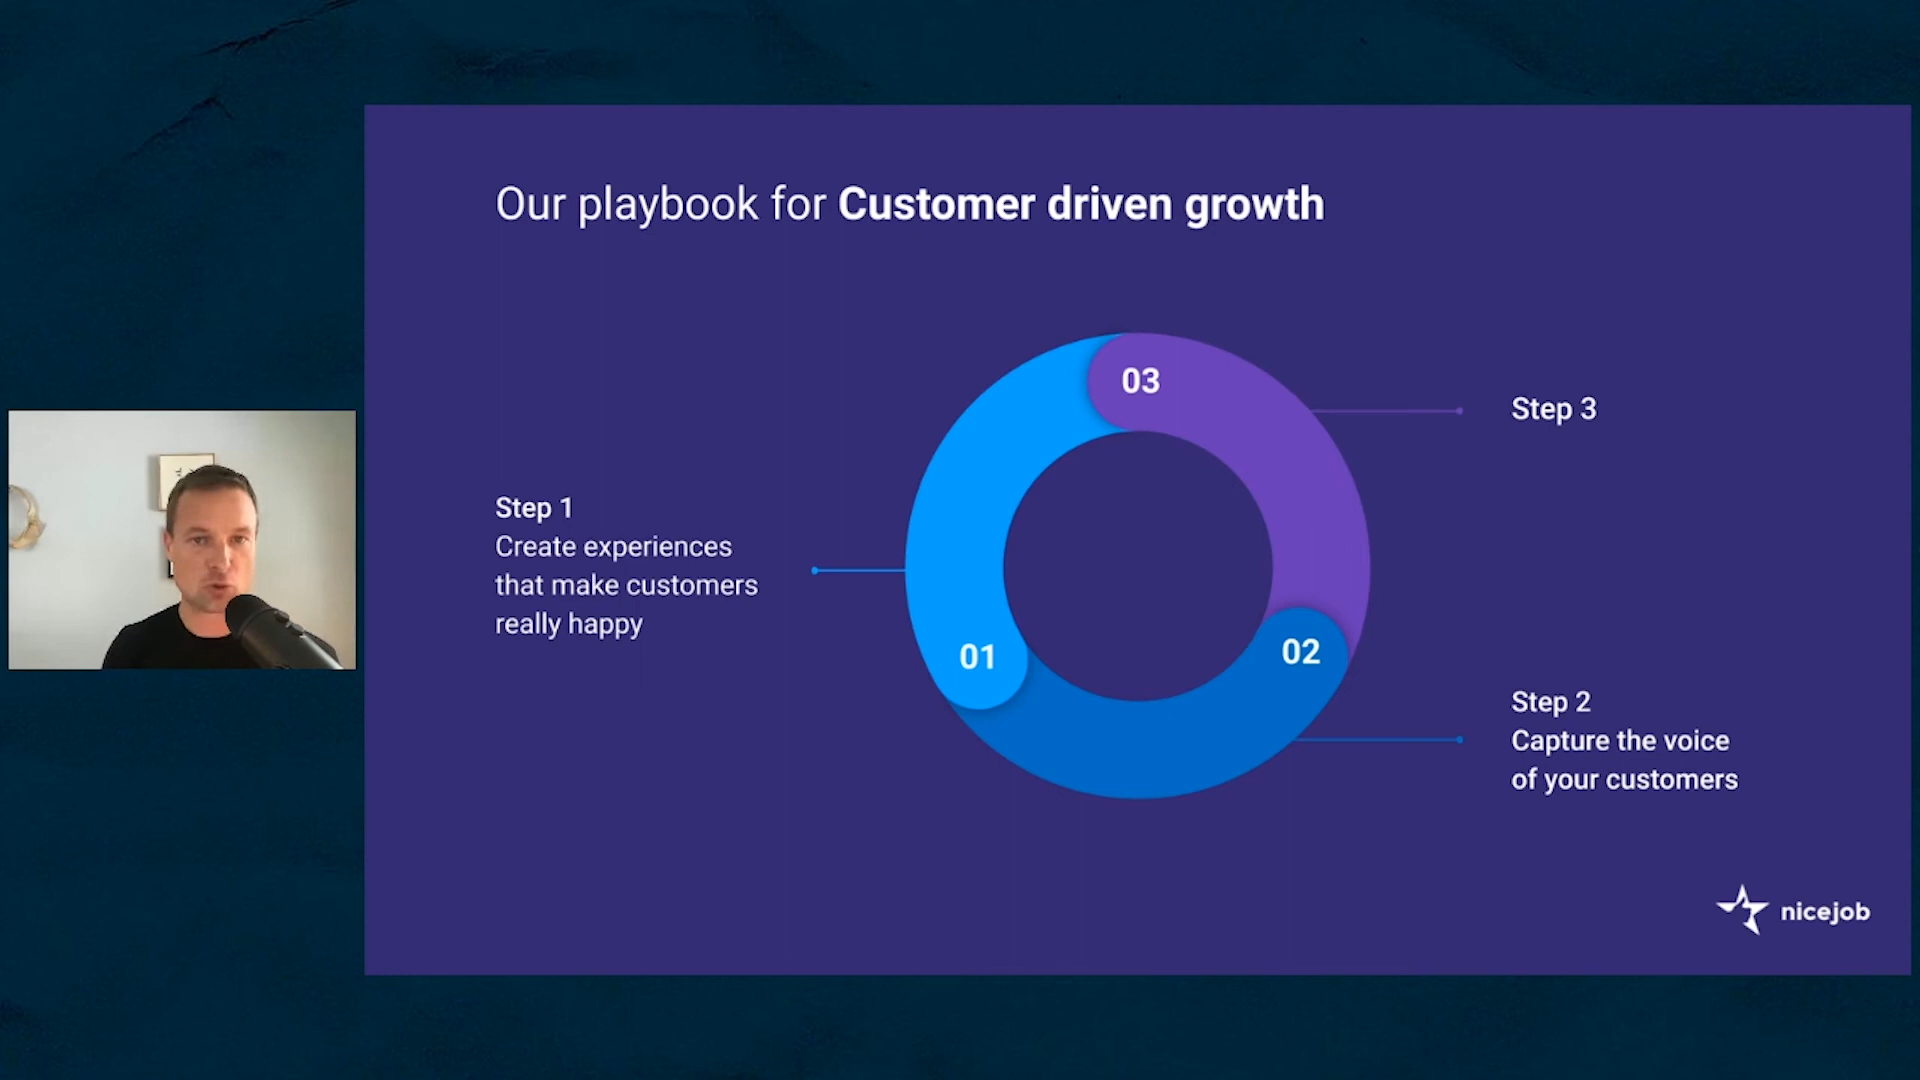 Our playbook for Customer driven growth
Step 1
Create experiences
that make customers
really happy
01
03
02
Step 3
Step 2
Capture the voice
of your customers
nicejob